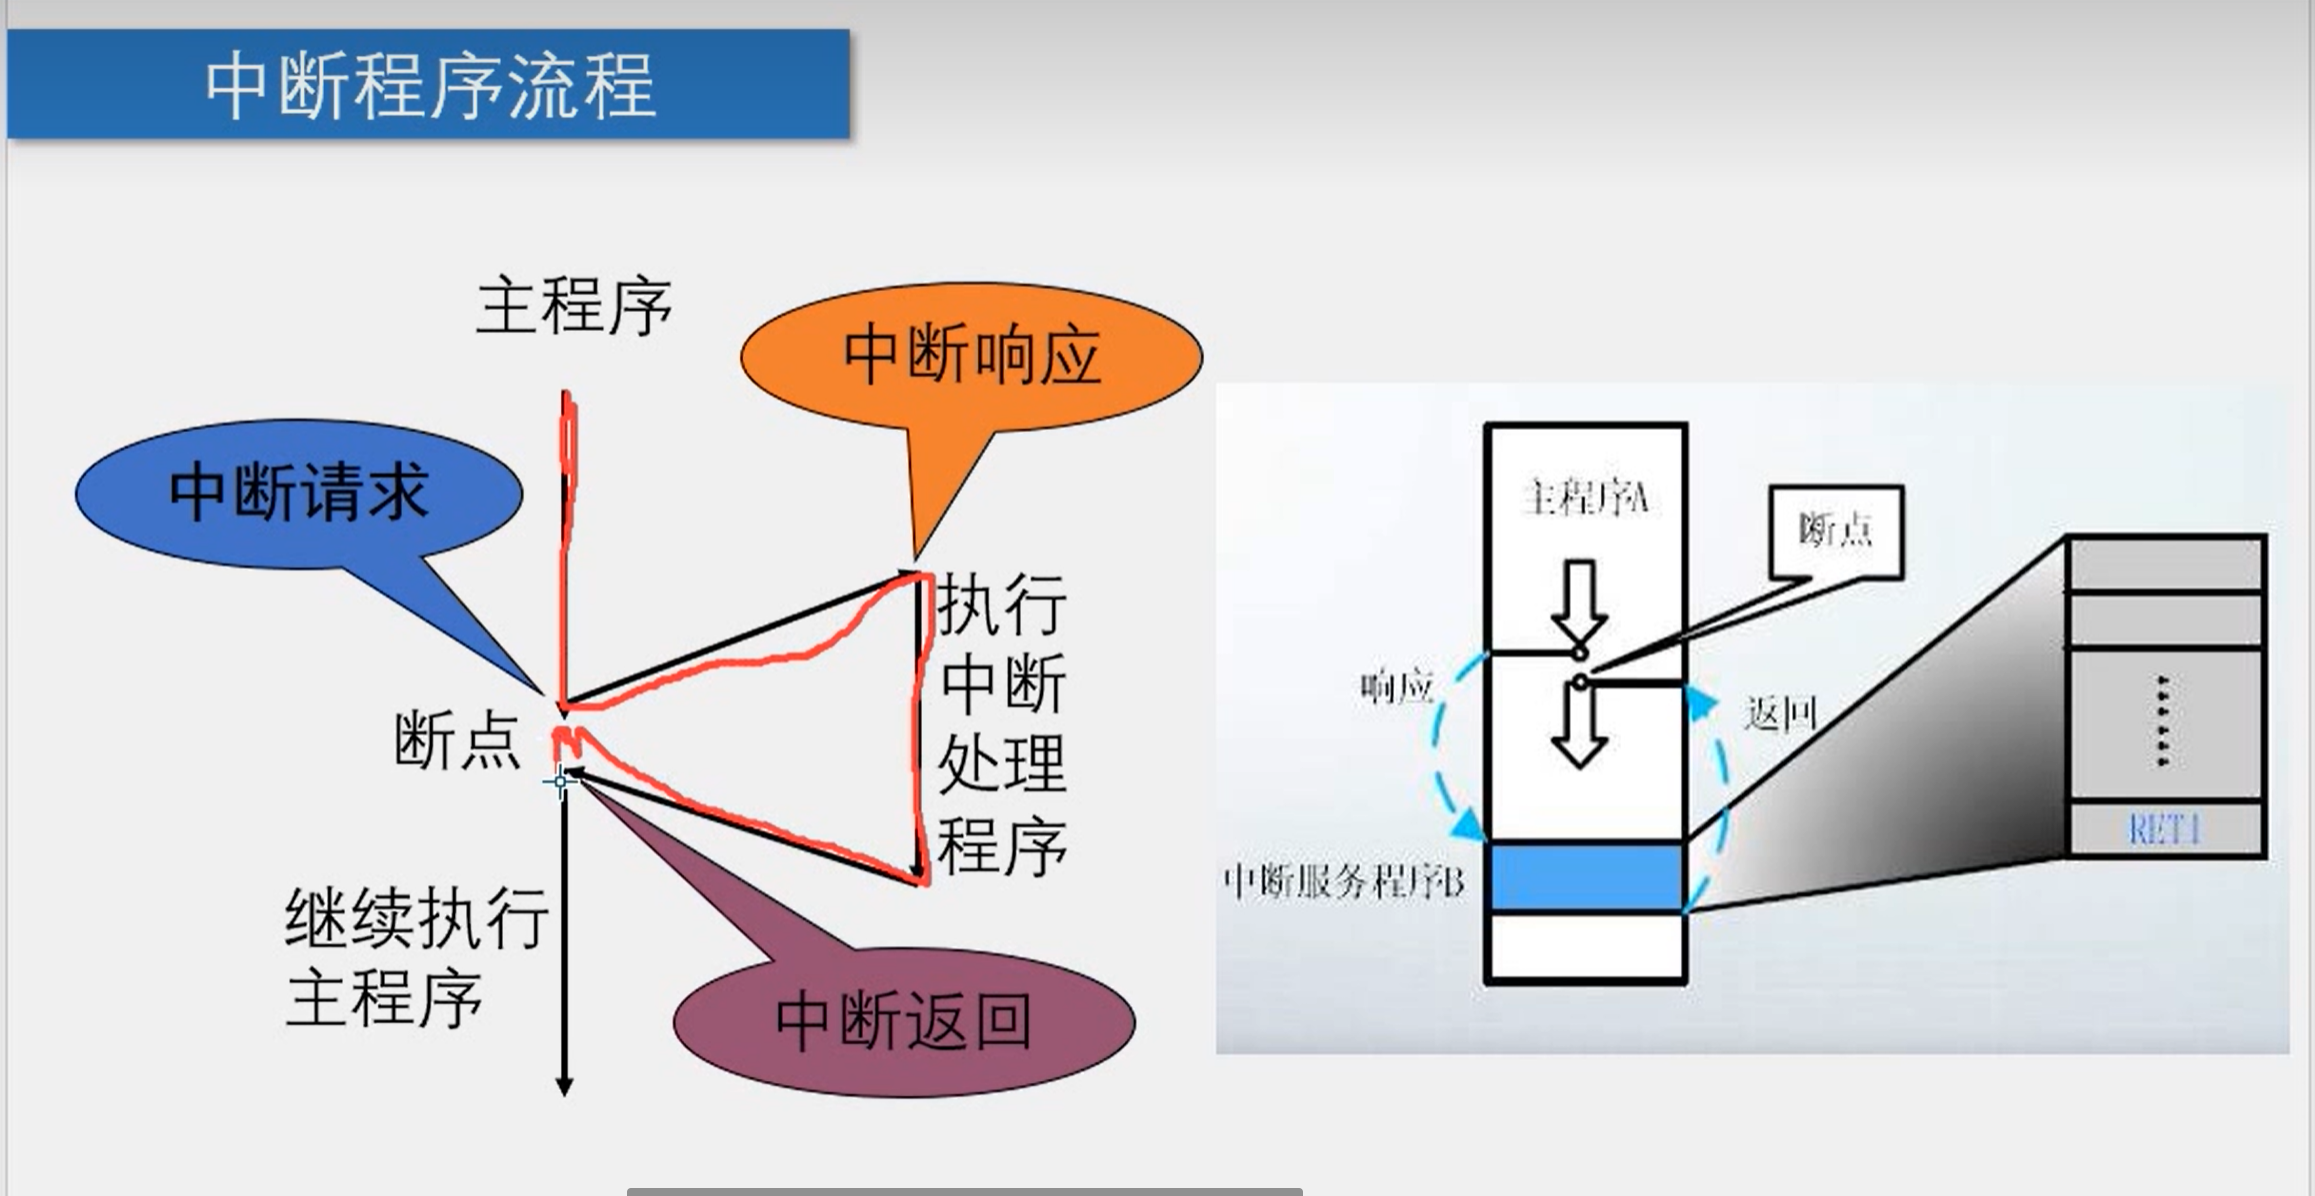 中断程序流程
主程序
中断响应
中断请求
执行
中断
处理
程序
断点
继续执行
主程序
中断返回
主程序A
断点
响应
返回
中断服务程序B
RETI